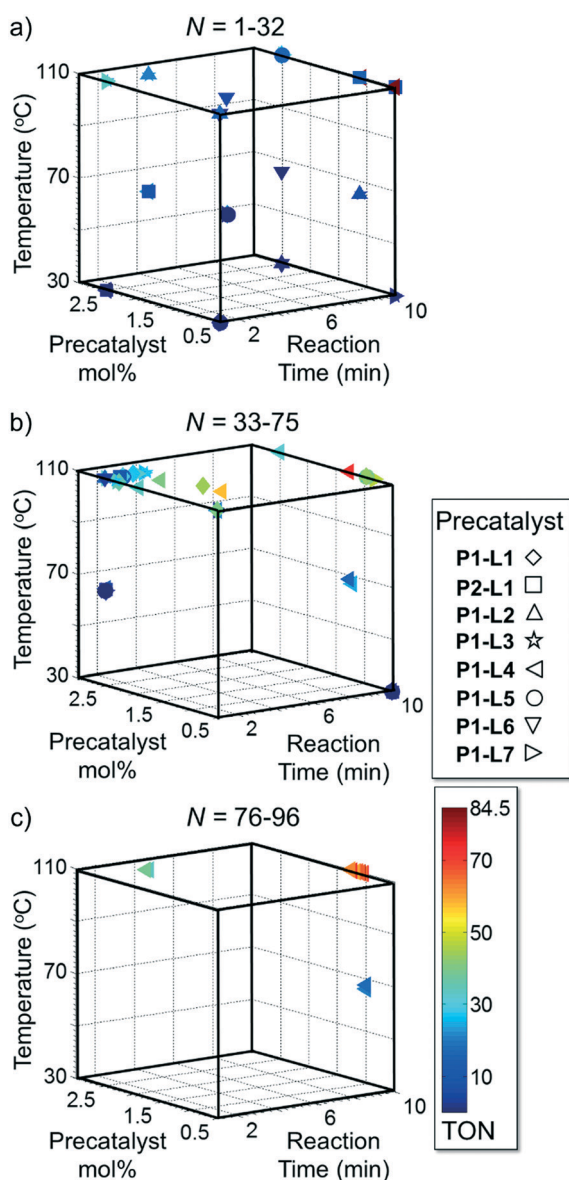 a)
N = 1-32
110
70
30
Temperature (°C)
2.5
1.5
0.5
2
6
10
Precatalyst
mol%
Reaction
Time (min)
b)
N = 33-75
110
70
30
Temperature (°C)
2.5
1.5
0.5
2
6
10
Precatalyst
mol%
Reaction
Time (min)
Precatalyst
P1-L1
P2-L1
P1-L2
P1-L3
P1-L4
P1-L5
P1-L6
P1-L7
c)
N = 76-96
110
70
30
Temperature (°C)
2.5
1.5
0.5
2
6
10
Precatalyst
mol%
Reaction
Time (min)
84.5
70
50
30
10
TON